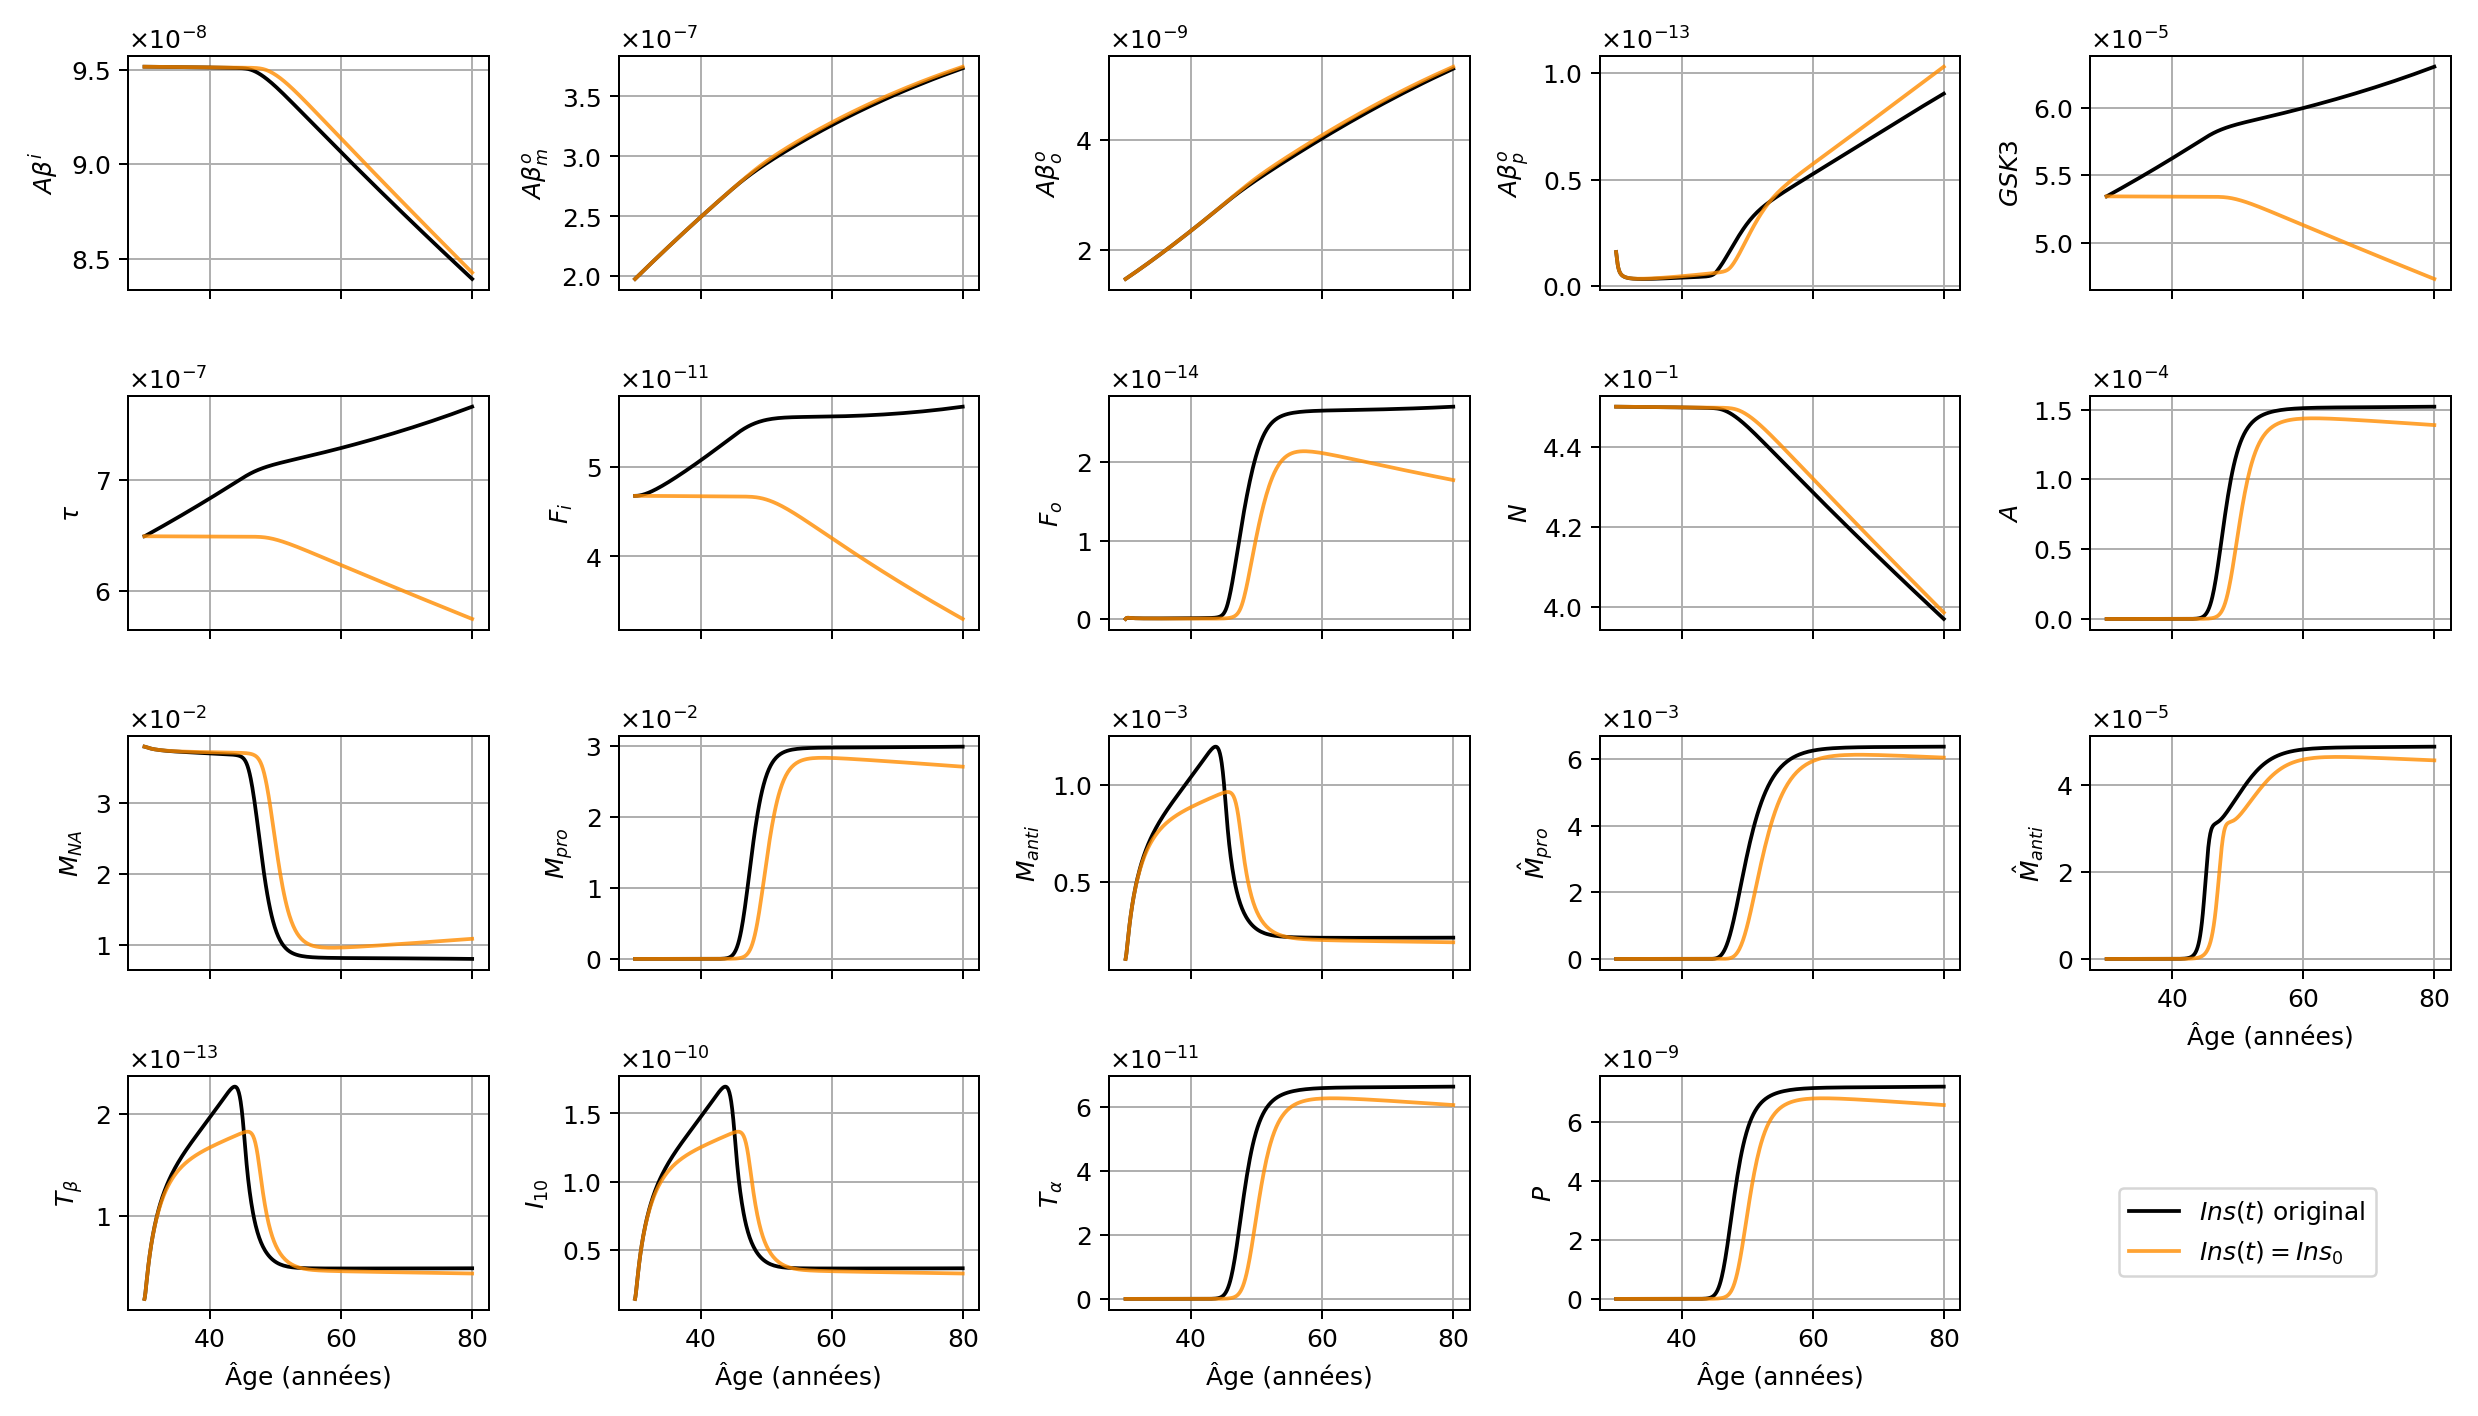 ×10⁻⁸ ×10⁻⁷ ×10⁻⁹ ×10⁻¹³ ×10⁻⁵
Aβⁱ 9.5 9.0 8.5
Aβₘᵒ 3.5 3.0 2.5 2.0
Aβₒᵒ 4 2
Aβₚᵒ 1.0 0.5 0.0
GSK3 6.0 5.5 5.0
×10⁻⁷ ×10⁻¹¹ ×10⁻¹⁴ ×10⁻¹ ×10⁻⁴
τ 7 6
Fᵢ 5 4
Fₒ 2 1 0
N 4.4 4.2 4.0
A 1.5 1.0 0.5 0.0
×10⁻² ×10⁻² ×10⁻³ ×10⁻³ ×10⁻⁵
M_NA 3 2 1
M_pro 3 2 1 0
M_anti 1.0 0.5
M̂_pro 6 4 2 0
M̂_anti 4 2 0
40 60 80
Âge (années)
×10⁻¹³ ×10⁻¹⁰ ×10⁻¹¹ ×10⁻⁹
T_β 2 1
I₁₀ 1.5 1.0 0.5
T_α 6 4 2 0
P 6 4 2 0
Ins(t) original
Ins(t) = Ins₀
40 60 80 40 60 80 40 60 80 40 60 80
Âge (années) Âge (années) Âge (années) Âge (années)